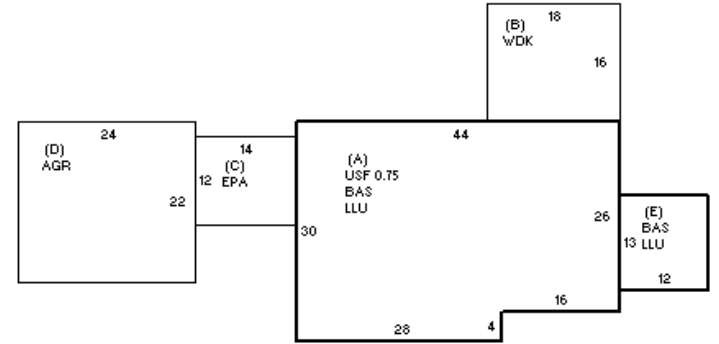 18
(B)
WDK
16
24
(D)
AGR
22
14
(C)
12 EPA
44
(A)
USF 0.75
BAS
LLU
30
26
(E)
BAS
13 LLU
12
16
28
4